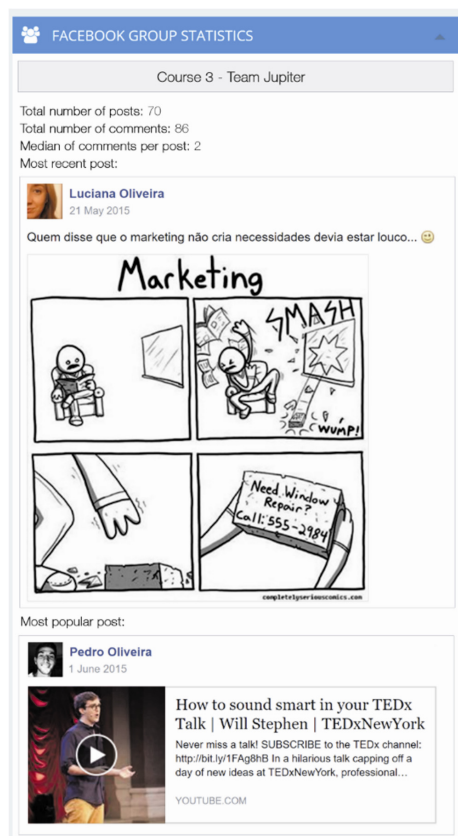 FACEBOOK GROUP STATISTICS
Course 3 - Team Jupiter
Total number of posts: 70
Total number of comments: 86
Median of comments per post: 2
Most recent post:
Luciana Oliveira
21 May 2015
Quem disse que o marketing não cria necessidades devia estar louco...
Marketing
SMASH
WUMP!
Need Window
Repair?
Call: 555-2984
completelyseriouscomics.com
Most popular post:
Pedro Oliveira
1 June 2015
How to sound smart in your TEDx
Talk | Will Stephen | TEDxNewYork
Never miss a talk! SUBSCRIBE to the TEDx channel:
http://bit.ly/1FAg8hB In a hilarious talk capping off a
day of new ideas at TEDxNewYork, professional...
YOUTUBE.COM